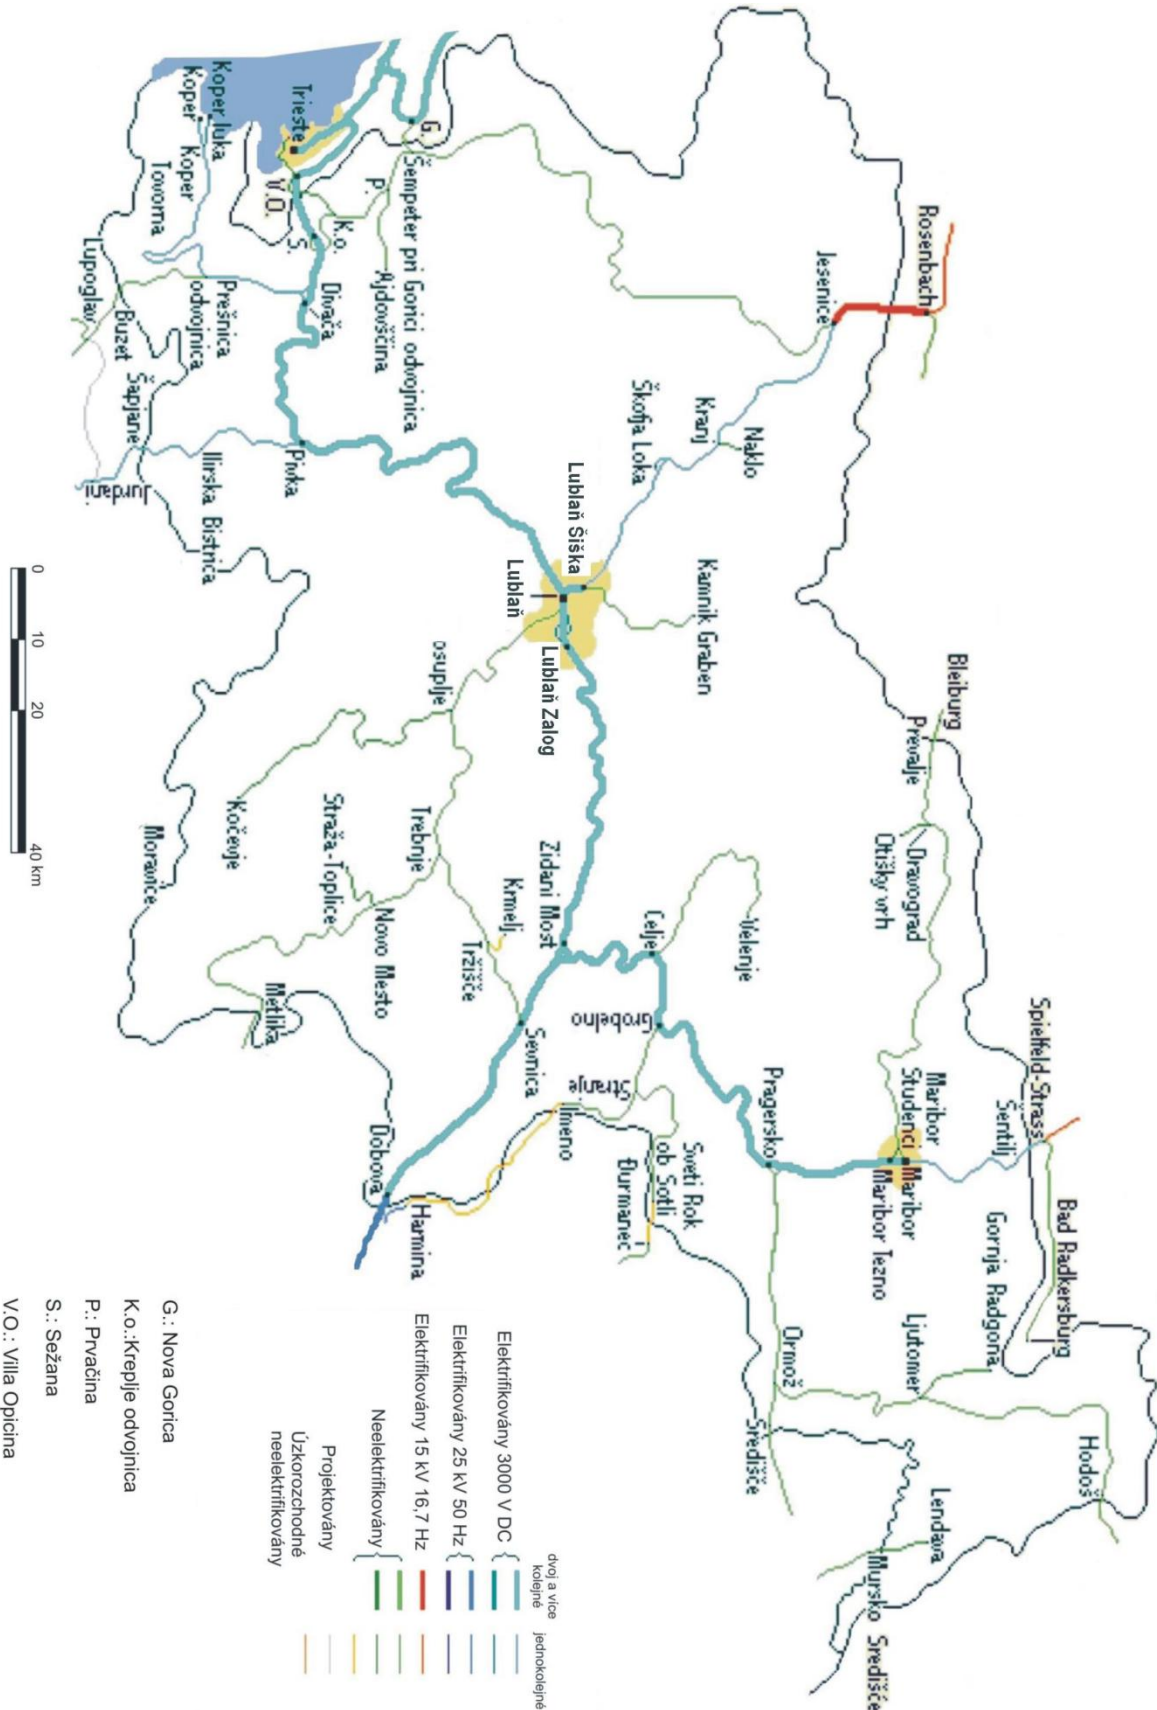 Rosenbach
Jesenice
Naklo
Kranj
Škofja Loka
Kamnik Graben
Lublaň Šiška
Lublaň
Lublaň Zalog
G.
Šempeter pri Gorici odvojnica
P.
Ajdovščina
Trieste
V.O.
K.o.
S.
Divača
Koper luka
Koper
Koper
Tovorna
Prešnica
odvojnica
Buzet
Lupoglav
Šapjane
Jurdani
Ilirska Bistrica
Pivka
osuplje
Kočevje
Trebnje
Straža-Toplice
Novo Mesto
Moravice
Metlika
Krmelj
Tržišče
Zidani Most
Sevnica
Dobova
Harmina
Celje
Velenje
Grobelno
Stranje
Imeno
Sveti Rok
ob Sotli
Đurmanec
Pragersko
Bleiburg
Prevalje
Dravograd
Otišky vrh
Maribor
Studenci
Maribor
Maribor Tezno
Spielfeld-Strass
Šentilj
Bad Radkersburg
Gornja Radgona
Ljutomer
Ormož
Središče
Hodoš
Lendava
Mursko Središće
0 10 20 40 km
dvoj a více
kolejné
jednokolejné
Elektrifikovány 3000 V DC
Elektrifikovány 25 kV 50 Hz
Elektrifikovány 15 kV 16,7 Hz
Neelektrifikovány
Projektovány
Úzkorozchodné
neelektrifikovány
G.: Nova Gorica
K.o.:Kreplje odvojnica
P.: Prvačina
S.: Sežana
V.O.: Villa Opicina